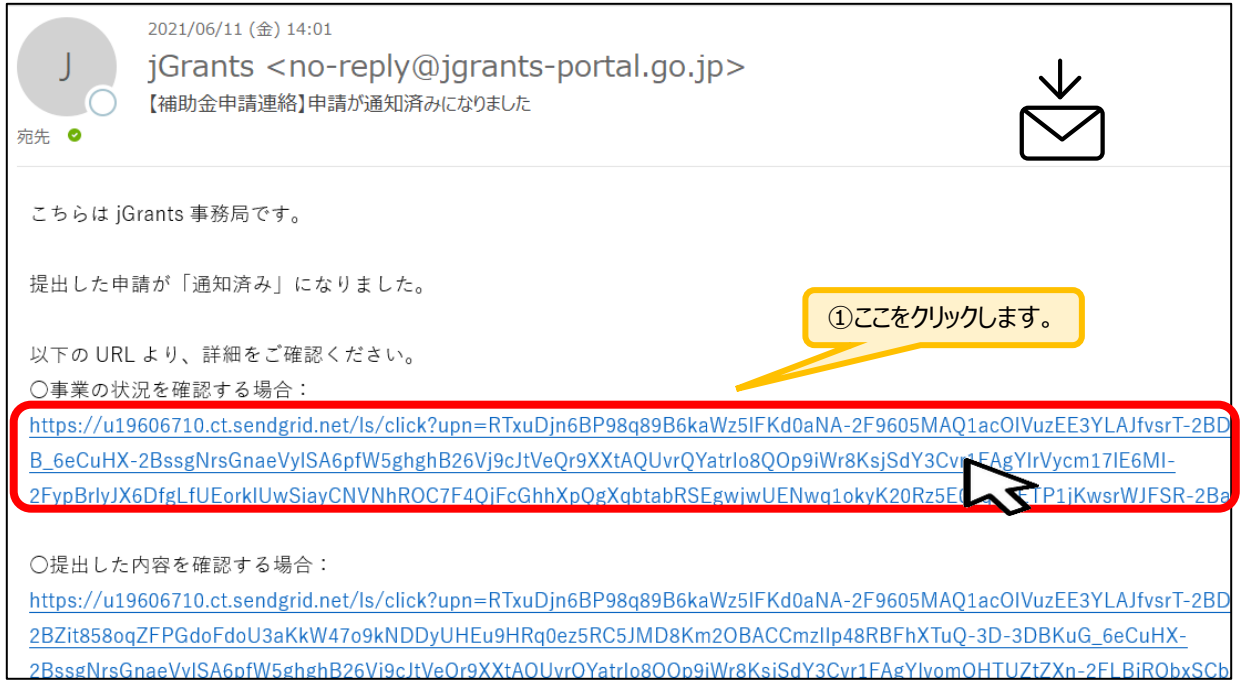 J
2021/06/11 (金) 14:01
jGrants <no-reply@jgrants-portal.go.jp>
【補助金申請連絡】申請が通知済みになりました
宛先
こちらは jGrants 事務局です。
提出した申請が「通知済み」になりました。
①ここをクリックします。
以下の URL より、詳細をご確認ください。
〇事業の状況を確認する場合：
https://u19606710.ct.sendgrid.net/ls/click?upn=RTxuDjn6BP98q89B6kaWz5IFKd0aNA-2F9605MAQ1acOIVuzEE3YLAJfvsrT-2BD
B_6eCuHX-2BssgNrsGnaeVyISA6pfW5ghghB26Vj9cJtVeQr9XXtAQUvrQYatrIo8QOp9iWr8KsjSdY3Cvr1FAgYIrVycm17IE6MI-
〇提出した内容を確認する場合：
https://u19606710.ct.sendgrid.net/ls/click?upn=RTxuDjn6BP98q89B6kaWz5IFKd0aNA-2F9605MAQ1acOIVuzEE3YLAJfvsrT-2BD
2BZit858oqZFPGdoFdoU3aKkW47o9kNDDyUHEu9HRq0ez5RC5JMD8Km2OBACCmzIIp48RBFhXTuQ-3D-3DBKuG_6eCuHX-